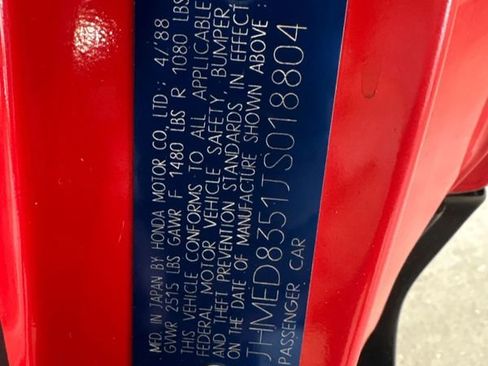 MFD IN JAPAN BY HONDA MOTOR CO., LTD.; 4/'88
GVWR 2515 LBS GAWR F 1480 LBS R 1080 LBS
THIS VEHICLE CONFORMS TO ALL APPLICABLE
FEDERAL MOTOR VEHICLE SAFETY, BUMPER,
AND THEFT PREVENTION STANDARDS IN EFFECT
ON THE DATE OF MANUFACTURE SHOWN ABOVE.
JHMED8351JS018804
PASSENGER CAR